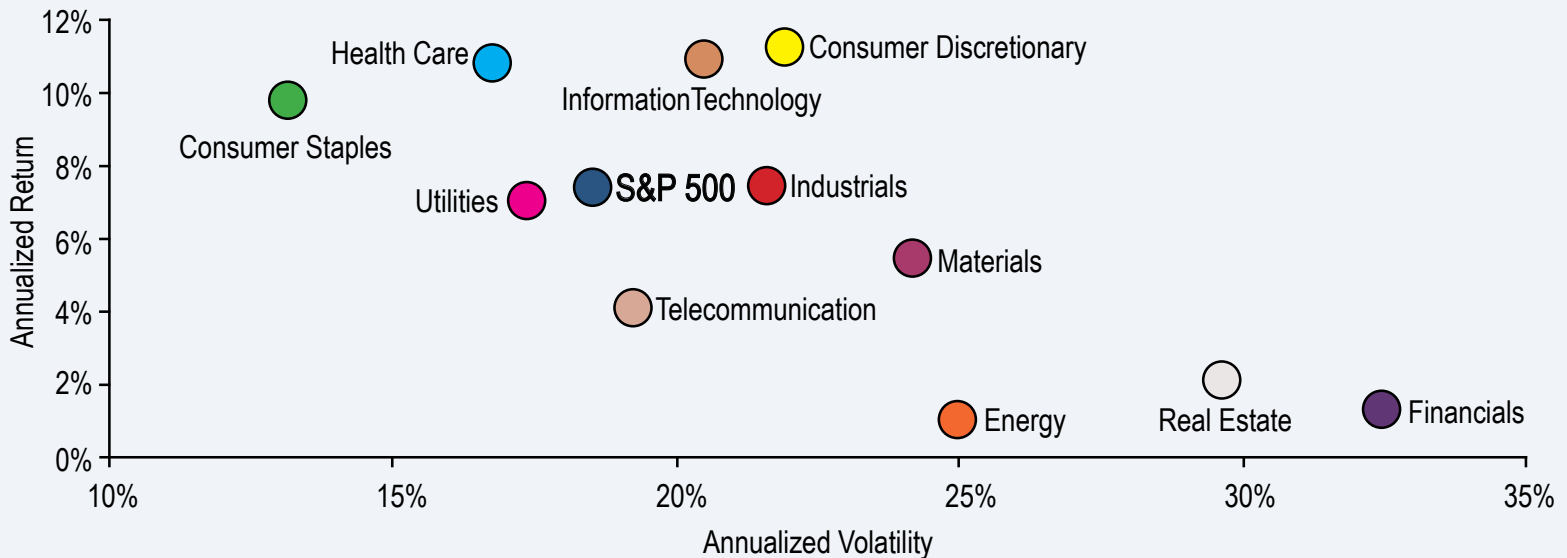 12%
Health Care
Consumer Discretionary
10%
InformationTechnology
Consumer Staples
8%
Utilities
S&P 500
Industrials
6%
Materials
4%
Telecommunication
2%
Energy
Real Estate
Financials
0%
Annualized Return
10%
15%
20%
25%
30%
35%
Annualized Volatility